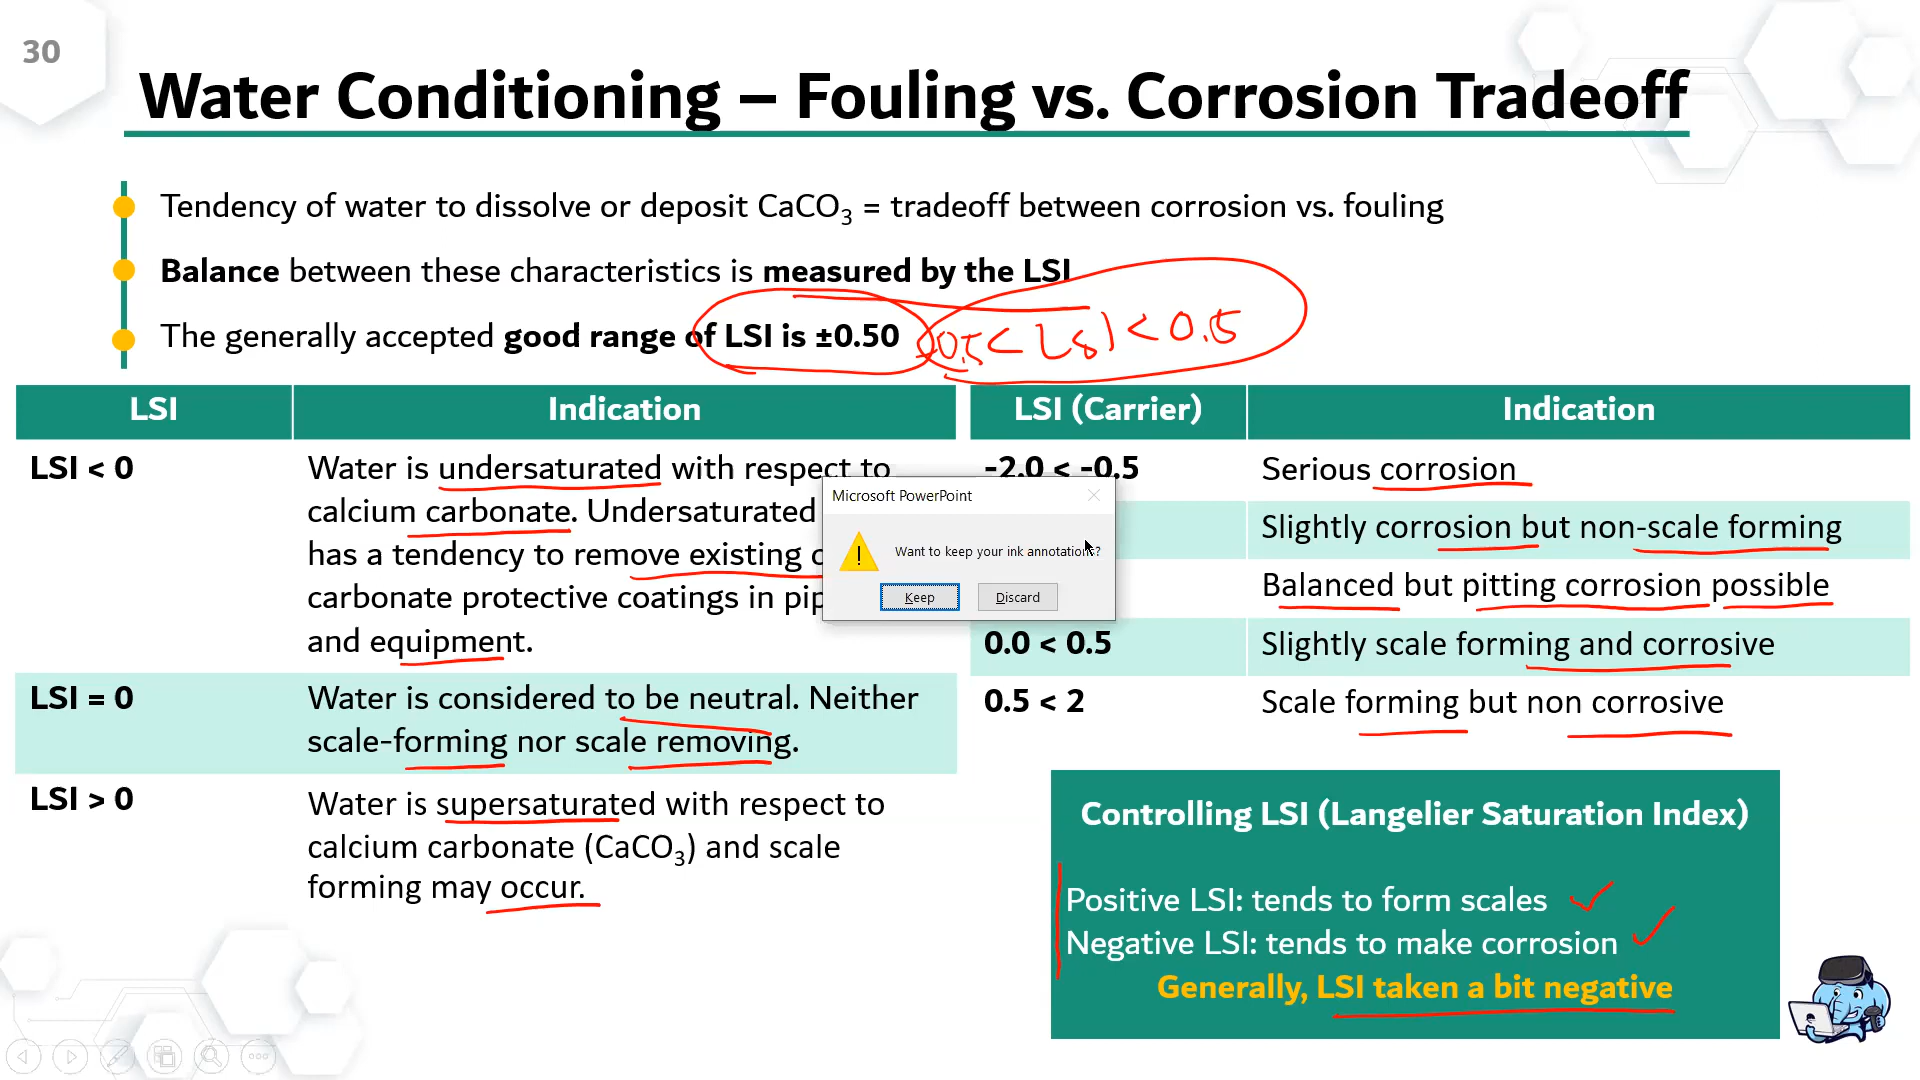 30
Water Conditioning – Fouling vs. Corrosion Tradeoff
Tendency of water to dissolve or deposit CaCO₃ = tradeoff between corrosion vs. fouling
Balance between these characteristics is measured by the LSI
The generally accepted good range of LSI is ±0.50
-0.5 < LSI < 0.5
LSI Indication
LSI < 0 Water is undersaturated with respect to
calcium carbonate. Undersaturated
has a tendency to remove existing
carbonate protective coatings in
and equipment.
LSI = 0 Water is considered to be neutral. Neither
scale-forming nor scale removing.
LSI > 0 Water is supersaturated with respect to
calcium carbonate (CaCO₃) and scale
forming may occur.
LSI (Carrier) Indication
-2.0 < -0.5 Serious corrosion
Slightly corrosion but non-scale forming
Balanced but pitting corrosion possible
0.0 < 0.5 Slightly scale forming and corrosive
0.5 < 2 Scale forming but non corrosive
Microsoft PowerPoint
Want to keep your ink annotations?
Keep Discard
Controlling LSI (Langelier Saturation Index)
Positive LSI: tends to form scales
Negative LSI: tends to make corrosion
Generally, LSI taken a bit negative